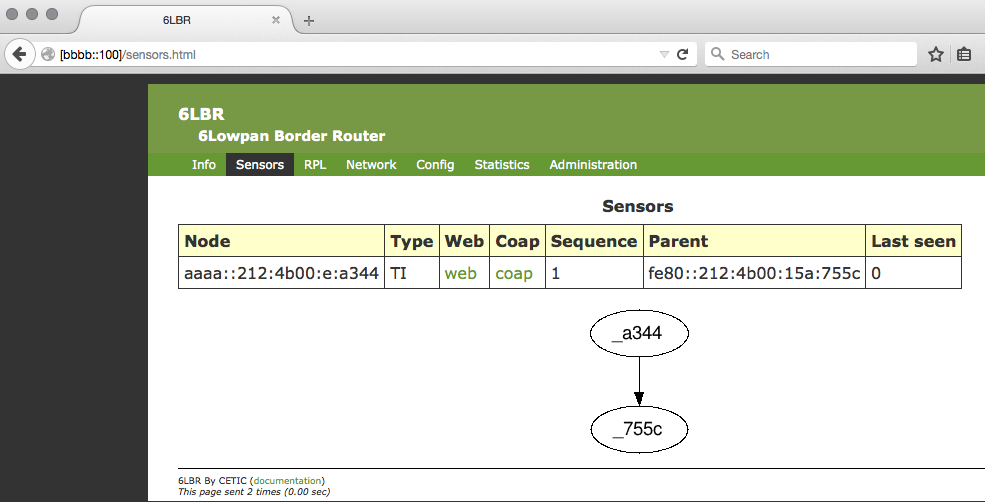 6LBR
[bbbb::100]/sensors.html
Search
6LBR
6Lowpan Border Router
Info Sensors RPL Network Config Statistics Administration
Sensors
Node Type Web Coap Sequence Parent Last seen
aaaa::212:4b00:e:a344 TI web coap 1 fe80::212:4b00:15a:755c 0
_a344
_755c
6LBR By CETIC (documentation)
This page sent 2 times (0.00 sec)